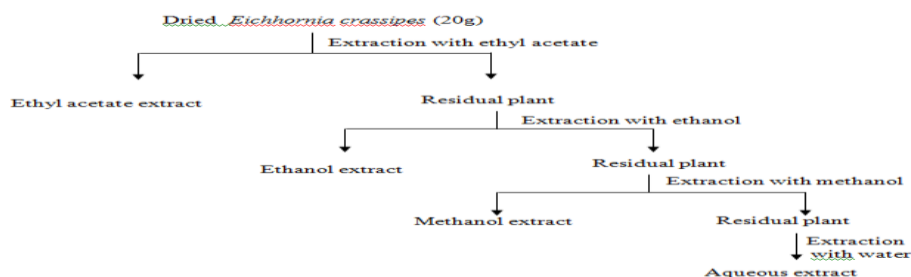 Dried Eichhornia crassipes (20g)
Extraction with ethyl acetate
Ethyl acetate extract
Residual plant
Extraction with ethanol
Ethanol extract
Residual plant
Extraction with methanol
Methanol extract
Residual plant
Extraction
with water
Aqueous extract